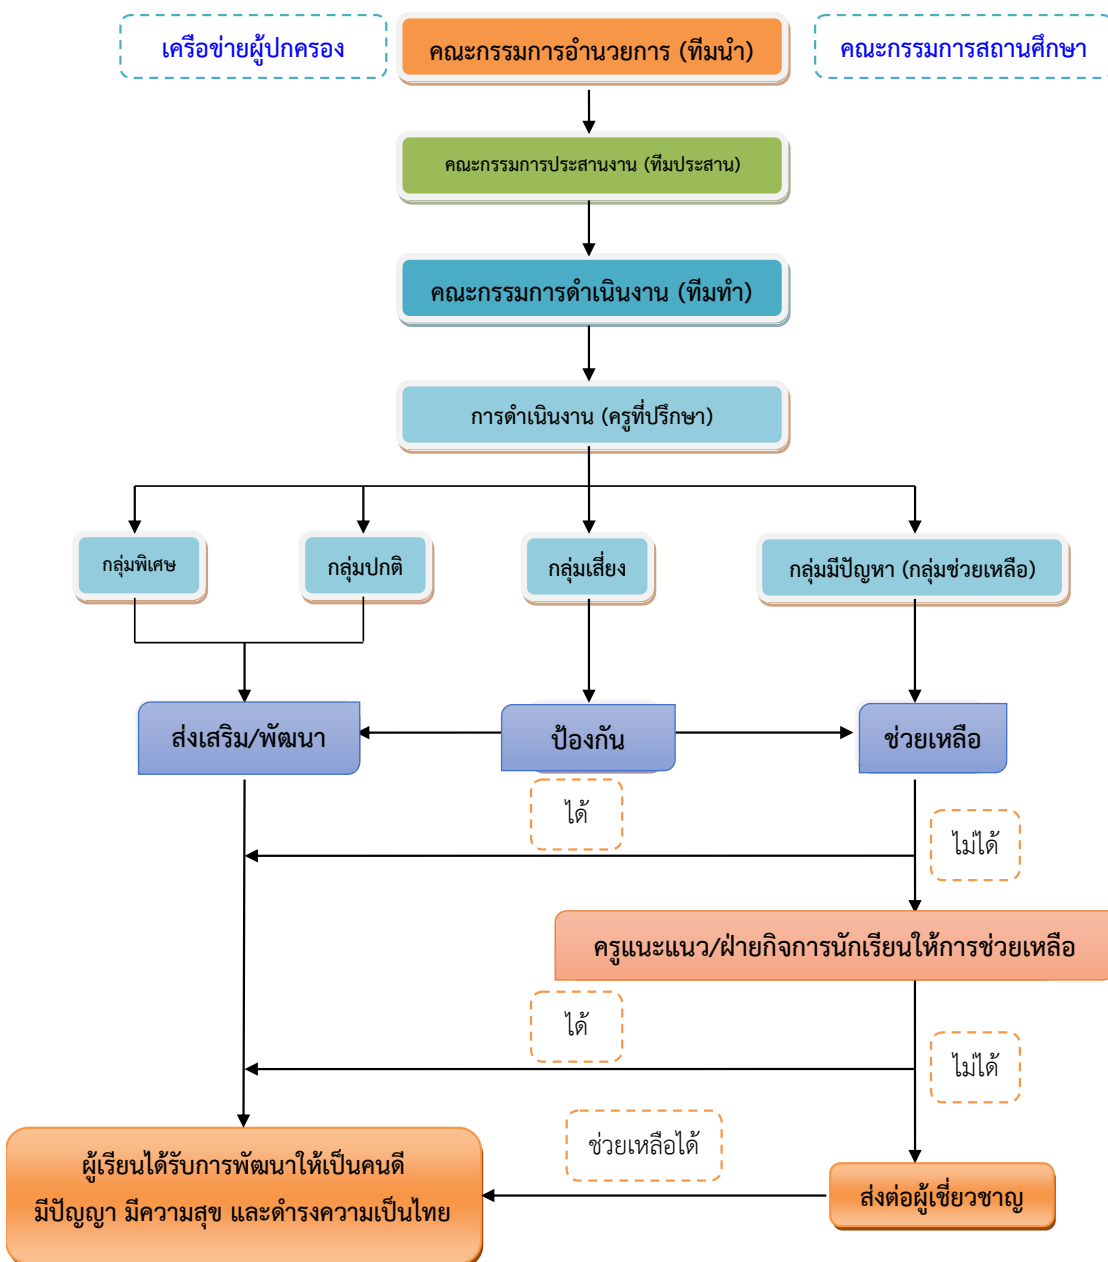 เครือข่ายผู้ปกครอง
คณะกรรมการอำนวยการ (ทีมนำ)
คณะกรรมการสถานศึกษา
คณะกรรมการประสานงาน (ทีมประสาน)
คณะกรรมการดำเนินงาน (ทีมทำ)
การดำเนินงาน (ครูที่ปรึกษา)
กลุ่มพิเศษ
กลุ่มปกติ
กลุ่มเสี่ยง
กลุ่มมีปัญหา (กลุ่มช่วยเหลือ)
ส่งเสริม/พัฒนา
ป้องกัน
ช่วยเหลือ
ได้
ไม่ได้
ครูแนะแนว/ฝ่ายกิจการนักเรียนให้การช่วยเหลือ
ได้
ไม่ได้
ช่วยเหลือได้
ผู้เรียนได้รับการพัฒนาให้เป็นคนดี
มีปัญญา มีความสุข และดำรงความเป็นไทย
ส่งต่อผู้เชี่ยวชาญ